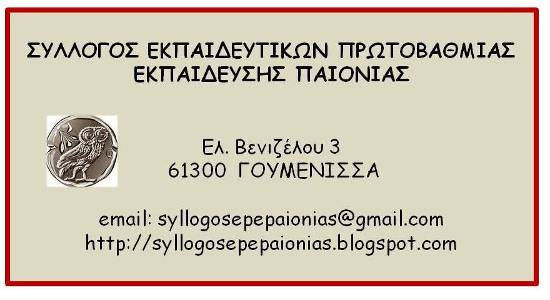 ΣΥΛΛΟΓΟΣ ΕΚΠΑΙΔΕΥΤΙΚΩΝ ΠΡΩΤΟΒΑΘΜΙΑΣ
ΕΚΠΑΙΔΕΥΣΗΣ ΠΑΙΟΝΙΑΣ
Ελ. Βενιζέλου 3
61300 ΓΟΥΜΕΝΙΣΣΑ
email: syllogosepepaionias@gmail.com
http://syllogosepepaionias.blogspot.com